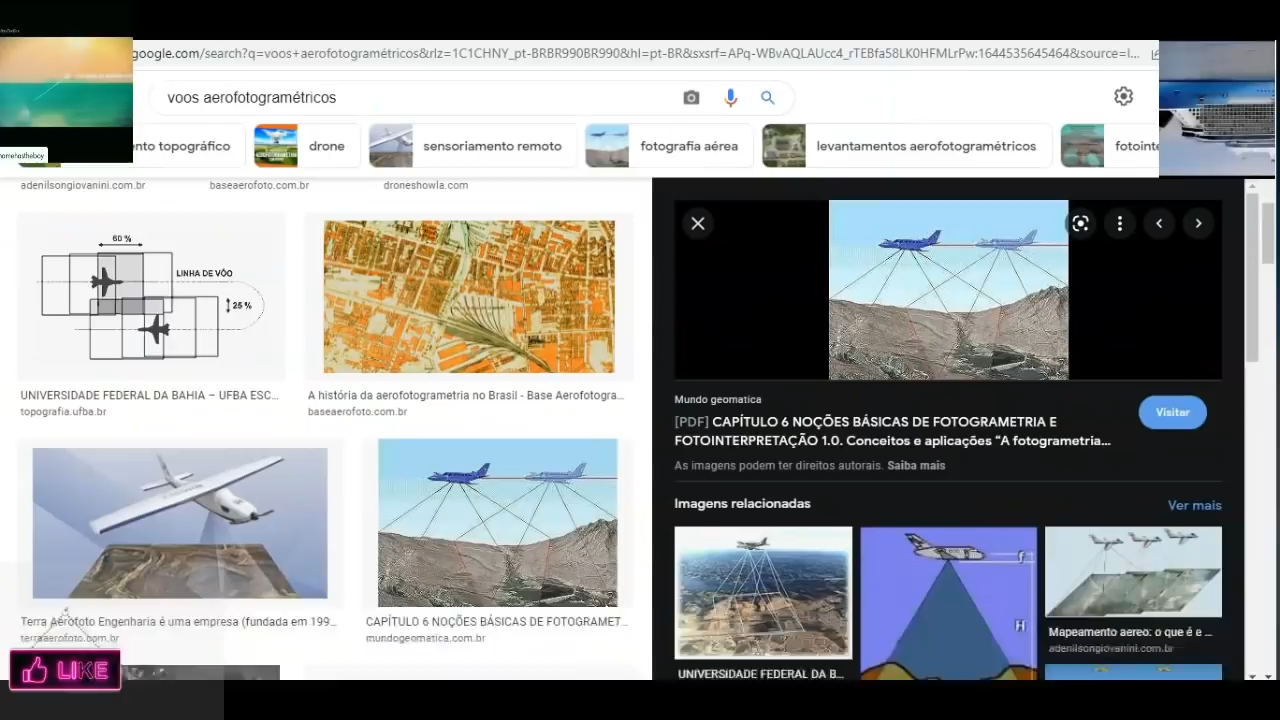 google.com/search?q=voos+aerofotogramétricos&rlz=1C1CHNY_pt-BRBR990BR990&hl=pt-BR&sxsrf=APq-WBvAQLAUcc4_rTEBfa58LK0HFMLrPw:1644535645464&source=l...
voos aerofotogramétricos
nto topográfico
drone
sensoriamento remoto
fotografia aérea
levantamentos aerofotogramétricos
fotointe
adenilsongiovanini.com.br
baseaerofoto.com.br
droneshowla.com
60 %
LINHA DE VÔO
25 %
UNIVERSIDADE FEDERAL DA BAHIA – UFBA ESC...
topografia.ufba.br
A história da aerofotogrametria no Brasil - Base Aerofotogra...
baseaerofoto.com.br
Terra Aerofoto Engenharia é uma empresa (fundada em 199...
terraaerofoto.com.br
CAPÍTULO 6 NOÇÕES BÁSICAS DE FOTOGRAMET...
mundogeomatica.com.br
LIKE
Mundo geomatica
[PDF] CAPÍTULO 6 NOÇÕES BÁSICAS DE FOTOGRAMETRIA E
FOTOINTERPRETAÇÃO 1.0. Conceitos e aplicações “A fotogrametria...
Visitar
As imagens podem ter direitos autorais. Saiba mais
Imagens relacionadas
Ver mais
f
H
UNIVERSIDADE FEDERAL DA B...
Mapeamento aereo: o que é e ...
adenilsongiovanini.com.br